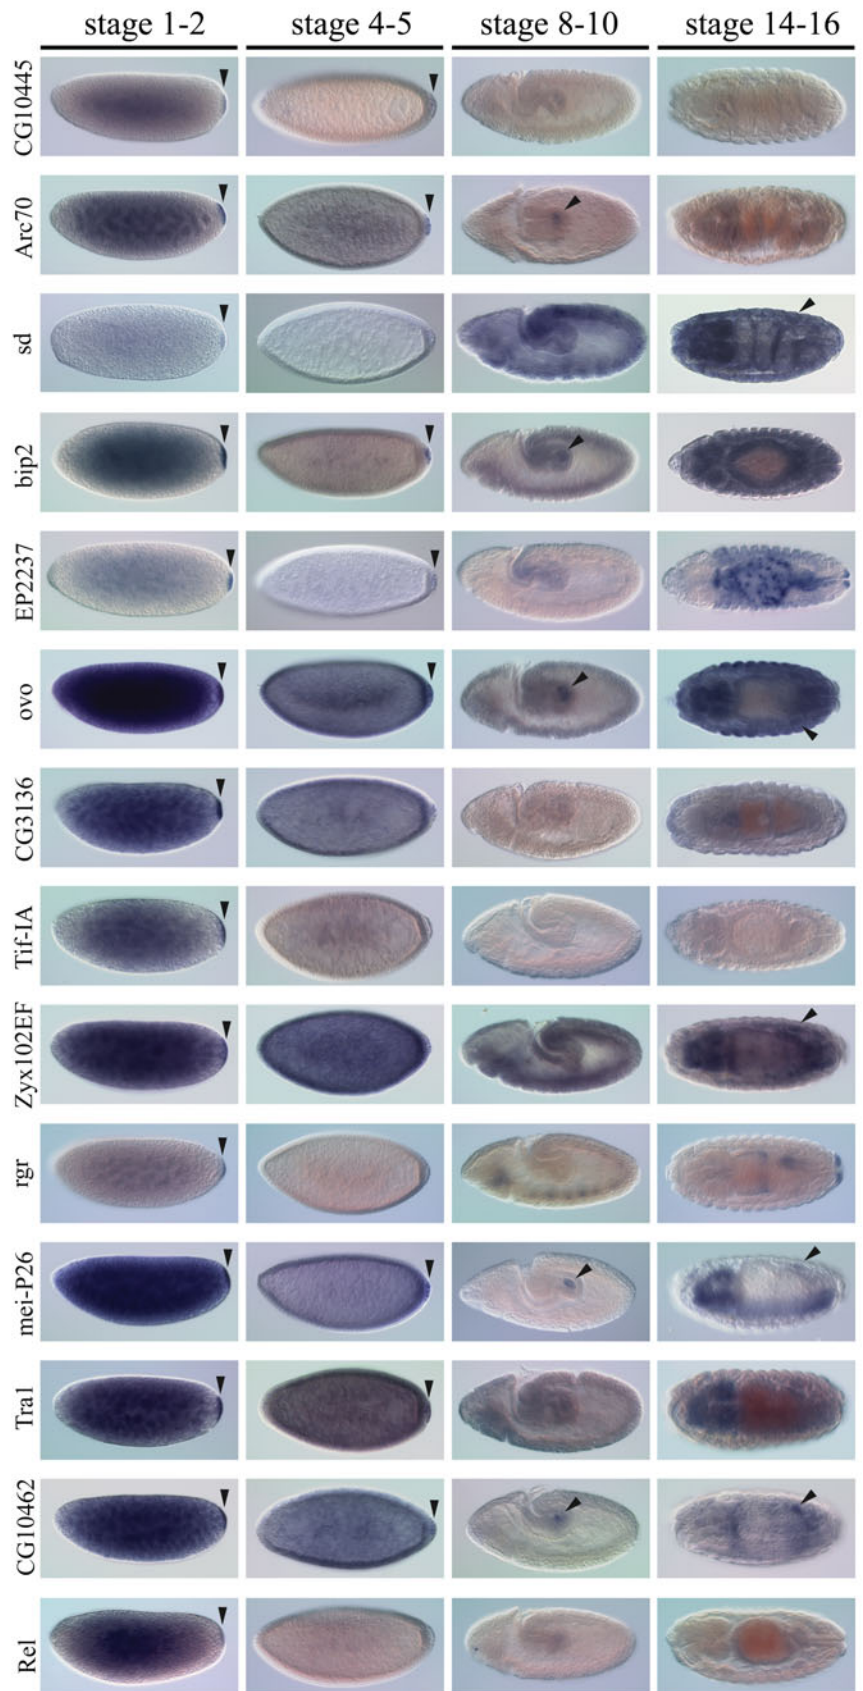 stage 1-2 stage 4-5 stage 8-10 stage 14-16
CG10445
Arc70
sd
bip2
EP2237
ovo
CG3136
Tif-IA
Zyx102EF
rgr
mei-P26
Tra1
CG10462
Rel